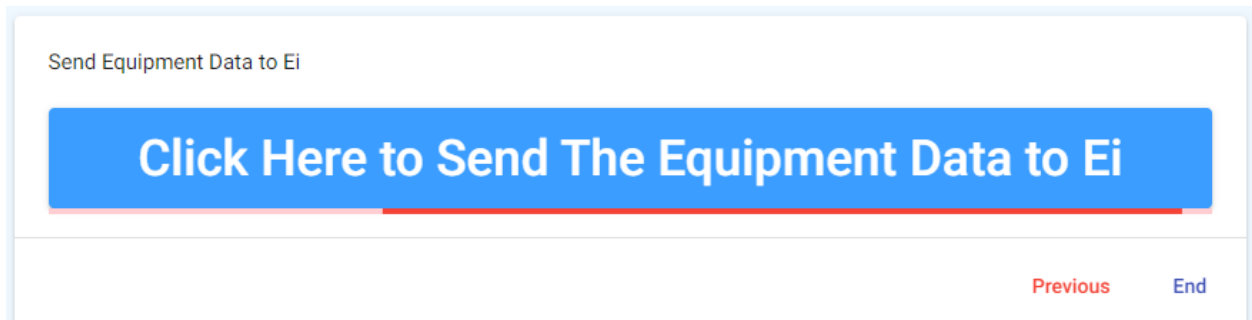 Send Equipment Data to Ei
Click Here to Send The Equipment Data to Ei
Previous End